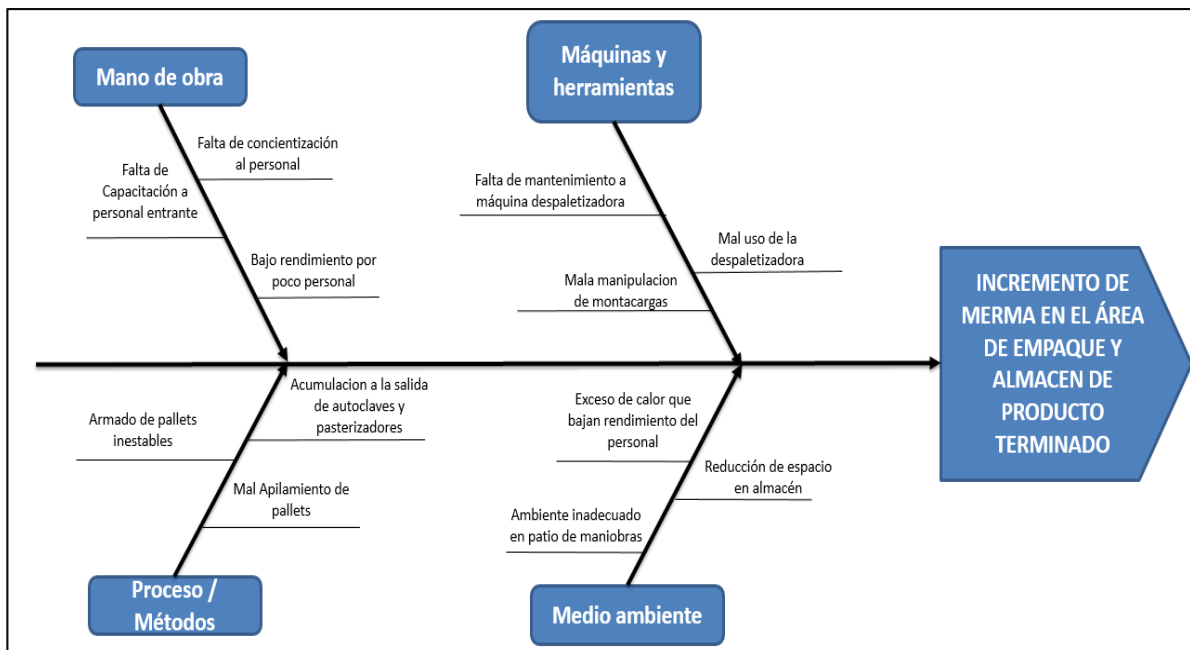 Mano de obra
Máquinas y
herramientas
Falta de concientización
al personal
Falta de
Capacitación a
personal entrante
Bajo rendimiento por
poco personal
Falta de mantenimiento a
máquina despaletizadora
Mal uso de la
despaletizadora
Mala manipulacion
de montacargas
INCREMENTO DE
MERMA EN EL ÁREA
DE EMPAQUE Y
ALMACEN DE
PRODUCTO
TERMINADO
Acumulacion a la salida
de autoclaves y
pasterizadores
Armado de pallets
inestables
Mal Apilamiento de
pallets
Exceso de calor que
bajan rendimiento del
personal
Reducción de espacio
en almacén
Ambiente inadecuado
en patio de maniobras
Proceso /
Métodos
Medio ambiente